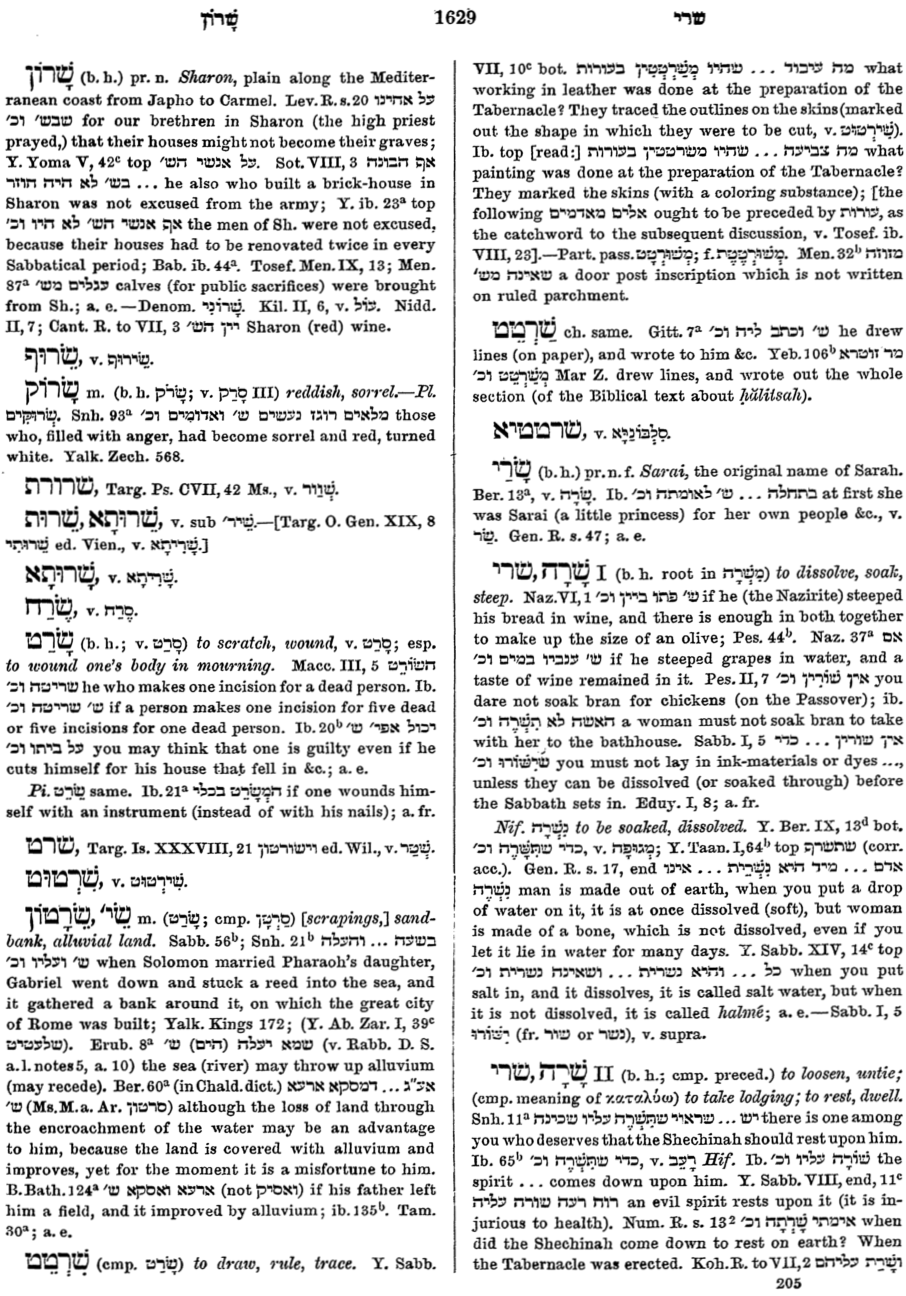 שָׁרוֹן 1629 שרי
שָׁרוֹן (b. h.) pr. n. Sharon, plain along the Mediter-
ranean coast from Japho to Carmel. Lev. R. s. 20 על אחינו
שבש׳ וכ׳ for our brethren in Sharon (the high priest
prayed,) that their houses might not become their graves;
Y. Yoma V, 42c top על אנשי הש׳. Sot. VIII, 3 אף הבונה
בש׳ לא היה חוזר ... he also who built a brick-house in
Sharon was not excused from the army; Y. ib. 23a top
אף אנשי הש׳ לא היו וכ׳ the men of Sh. were not excused,
because their houses had to be renovated twice in every
Sabbatical period; Bab. ib. 44a. Tosef. Men. IX, 13; Men.
87a עגלים מש׳ calves (for public sacrifices) were brought
from Sh.; a. e.—Denom. שָׁרוֹנִי. Kil. II, 6, v. עוֹל. Nidd.
II, 7; Cant. R. to VII, 3 יין הש׳ Sharon (red) wine.
שֵׂרוּף, v. שֵׂירוּף.
שָׂרוֹק m. (b. h. שָׂרֹק; v. סָרַק III) reddish, sorrel.—Pl.
שְׂרוּקִּים. Snh. 93a מלאים רוגז נעשים ש׳ ואדומים וכ׳ those
who, filled with anger, had become sorrel and red, turned
white. Yalk. Zech. 568.
שרורת, Targ. Ps. CVII, 42 Ms., v. שְׁנַוַר.
שֵׁרוּתָא, שֵׁרוּת, v. sub שֵׁיר׳.—[Targ. O. Gen. XIX, 8
שֵׁרוּתִי ed. Vien., v. שָׁרִיתָא.]
שָׁרוּתָא, v. שָׁרִיתָא.
שָׂרַח, v. סָרַח.
שָׂרַט (b. h.; v. סָרַט) to scratch, wound, v. סָרַט; esp.
to wound one's body in mourning. Macc. III, 5 השורט
שריטה וכ׳ he who makes one incision for a dead person. Ib.
ש׳ שריטה וכ׳ if a person makes one incision for five dead
or five incisions for one dead person. Ib. 20b יכול אפי׳ ש׳
על ביתו וכ׳ you may think that one is guilty even if he
cuts himself for his house that fell in &c.; a. e.
Pi. שֵׂרַט same. Ib. 21a המְשָׂרֵט בכלי if one wounds him-
self with an instrument (instead of with his nails); a. fr.
שרט, Targ. Is. XXXVIII, 21 וישורטון ed. Wil., v. שְׁטַר.
שִׂרְטוּט, v. שִׂירְטוּט.
שֵׂרָטוֹן, שֵׂי׳ m. (שָׂרַט; cmp. סַרְטָן) [scrapings,] sand-
bank, alluvial land. Sabb. 56b; Snh. 21b בשעה ... והעלה
ש׳ ועליו וכ׳ when Solomon married Pharaoh's daughter,
Gabriel went down and stuck a reed into the sea, and
it gathered a bank around it, on which the great city
of Rome was built; Yalk. Kings 172; (Y. Ab. Zar. I, 39c
שלעטיט). Erub. 8a שמא יעלה (הים) ש׳ (v. Rabb. D. S.
a. l. notes 5, a. 10) the sea (river) may throw up alluvium
(may recede). Ber. 60a (in Chald. dict.) אע״ג ... דמסקא ארעא
ש׳ (Ms. M. a. Ar. סרטון) although the loss of land through
the encroachment of the water may be an advantage
to him, because the land is covered with alluvium and
improves, yet for the moment it is a misfortune to him.
B. Bath. 124a ארעא ואסקא ש׳ (not ואסיק) if his father left
him a field, and it improved by alluvium; ib. 135b. Tam.
30a; a. e.
שִׂרְטֵט (cmp. שָׂרַט) to draw, rule, trace. Y. Sabb.
VII, 10c bot. מה עיבוד ... שהיו מְשַׂרְטְטִין בעורות what
working in leather was done at the preparation of the
Tabernacle? They traced the outlines on the skins (marked
out the shape in which they were to be cut, v. שִׂירְטוּט).
Ib. top [read:] מה צביעה ... שהיו משרטטין בעורות what
painting was done at the preparation of the Tabernacle?
They marked the skins (with a coloring substance); [the
following אלים מאדמים ought to be preceded by עורות, as
the catchword to the subsequent discussion, v. Tosef. ib.
VIII, 23].—Part. pass. מְשׂוּרְטָט; f. מְשׂוּרְטֶטֶת. Men. 32b מזוזה
שאינה מש׳ a door post inscription which is not written
on ruled parchment.
שַׂרְטֵט ch. same. Gitt. 7a ש׳ וכתב ליה וכ׳ he drew
lines (on paper), and wrote to him &c. Yeb. 106b מר זוטרא
מְשַׂרְטֵט וכ׳ Mar Z. drew lines, and wrote out the whole
section (of the Biblical text about ḥălitsah).
שרטטיא, v. סְלְבּוֹנַיָּא.
שָׂרַי (b. h.) pr. n. f. Sarai, the original name of Sarah.
Ber. 13a, v. שָׂרָה. Ib. בתחלה ... ש׳ לאומתה וכ׳ at first she
was Sarai (a little princess) for her own people &c., v.
שַׂר. Gen. R. s. 47; a. e.
שָׁרָה, שרי I (b. h. root in מִשְׁרָה) to dissolve, soak,
steep. Naz. VI, 1 ש׳ פתו ביין וכ׳ if he (the Nazirite) steeped
his bread in wine, and there is enough in both together
to make up the size of an olive; Pes. 44b. Naz. 37a אם
ש׳ ענביו במים וכ׳ if he steeped grapes in water, and a
taste of wine remained in it. Pes. II, 7 אין שׁוֹרִין וכ׳ you
dare not soak bran for chickens (on the Passover); ib.
האשה לא תִשְׁרֶה וכ׳ a woman must not soak bran to take
with her to the bathhouse. Sabb. I, 5 אין שורין ... כדי
שיִּשּׁוֹרוּ וכ׳ you must not lay in ink-materials or dyes ...,
unless they can be dissolved (or soaked through) before
the Sabbath sets in. Eduy. I, 8; a. fr.
Nif. נִשְׁרָה to be soaked, dissolved. Y. Ber. IX, 13d bot.
כדי שתִּשָּׁרֶה וכ׳, v. מְגוּפָה; Y. Taan. I, 64b top שתשרף (corr.
acc.). Gen. R. s. 17, end אדם ... מיד היא נִשְׁרֵית ... אינו
נִשְׁרֶה man is made out of earth, when you put a drop
of water on it, it is at once dissolved (soft), but woman
is made of a bone, which is not dissolved, even if you
let it lie in water for many days. Y. Sabb. XIV, 14c top
כל ... והיא נשרית ... ושאינה נשרית וכ׳ when you put
salt in, and it dissolves, it is called salt water, but when
it is not dissolved, it is called halmé; a. e.—Sabb. I, 5
יִשּׁוֹרוּ (fr. שור or נשר), v. supra.
שָׁרָה, שרי II (b. h.; cmp. preced.) to loosen, untie;
(cmp. meaning of καταλύω) to take lodging; to rest, dwell.
Snh. 11a יש ... שראוי שתִּשְׁרֶה עליו שכינה there is one among
you who deserves that the Shechinah should rest upon him.
Ib. 65b כדי שתִּשְׁרֶה וכ׳, v. רָעֵב Hif. Ib. שׁוֹרָה עליו וכ׳ the
spirit ... comes down upon him. Y. Sabb. VIII, end, 11c
רוח רעה שורה עליה an evil spirit rests upon it (it is in-
jurious to health). Num. R. s. 13 2 אימתי שָׁרְתָה וכ׳ when
did the Shechinah come down to rest on earth? When
the Tabernacle was erected. Koh. R. to VII, 2 ושָׁרַת עליהם
205